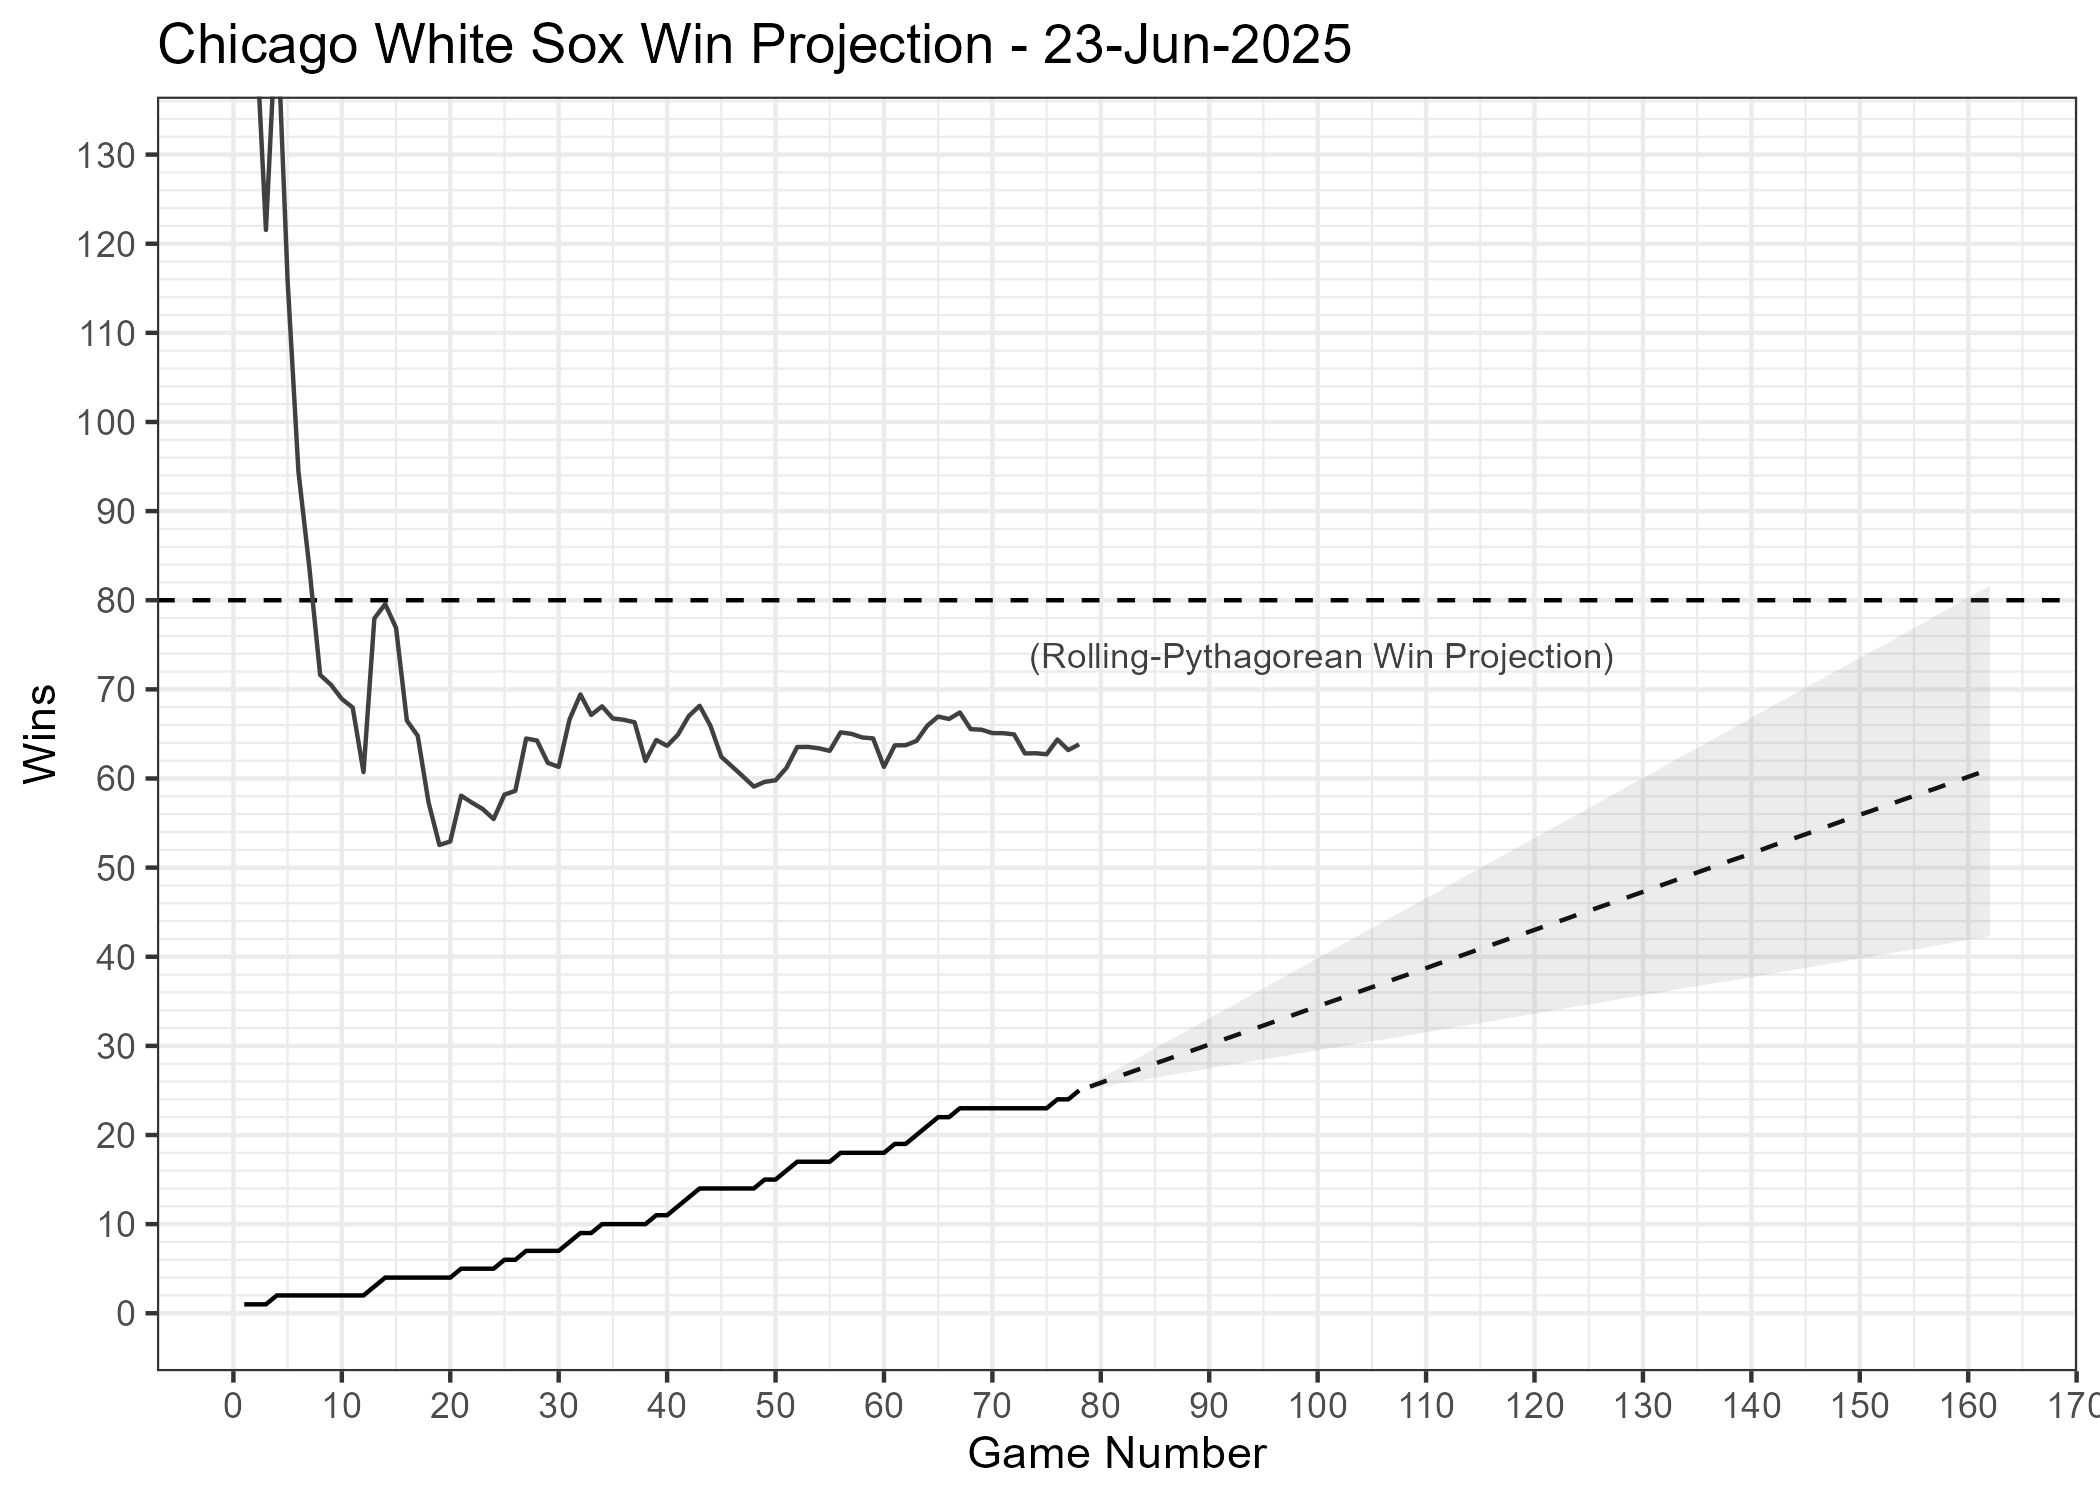 Chicago White Sox Win Projection - 23-Jun-2025
Wins
130
120
110
100
90
80
70
60
50
40
30
20
10
0
(Rolling-Pythagorean Win Projection)
0 10 20 30 40 50 60 70 80 90 100 110 120 130 140 150 160 170
Game Number